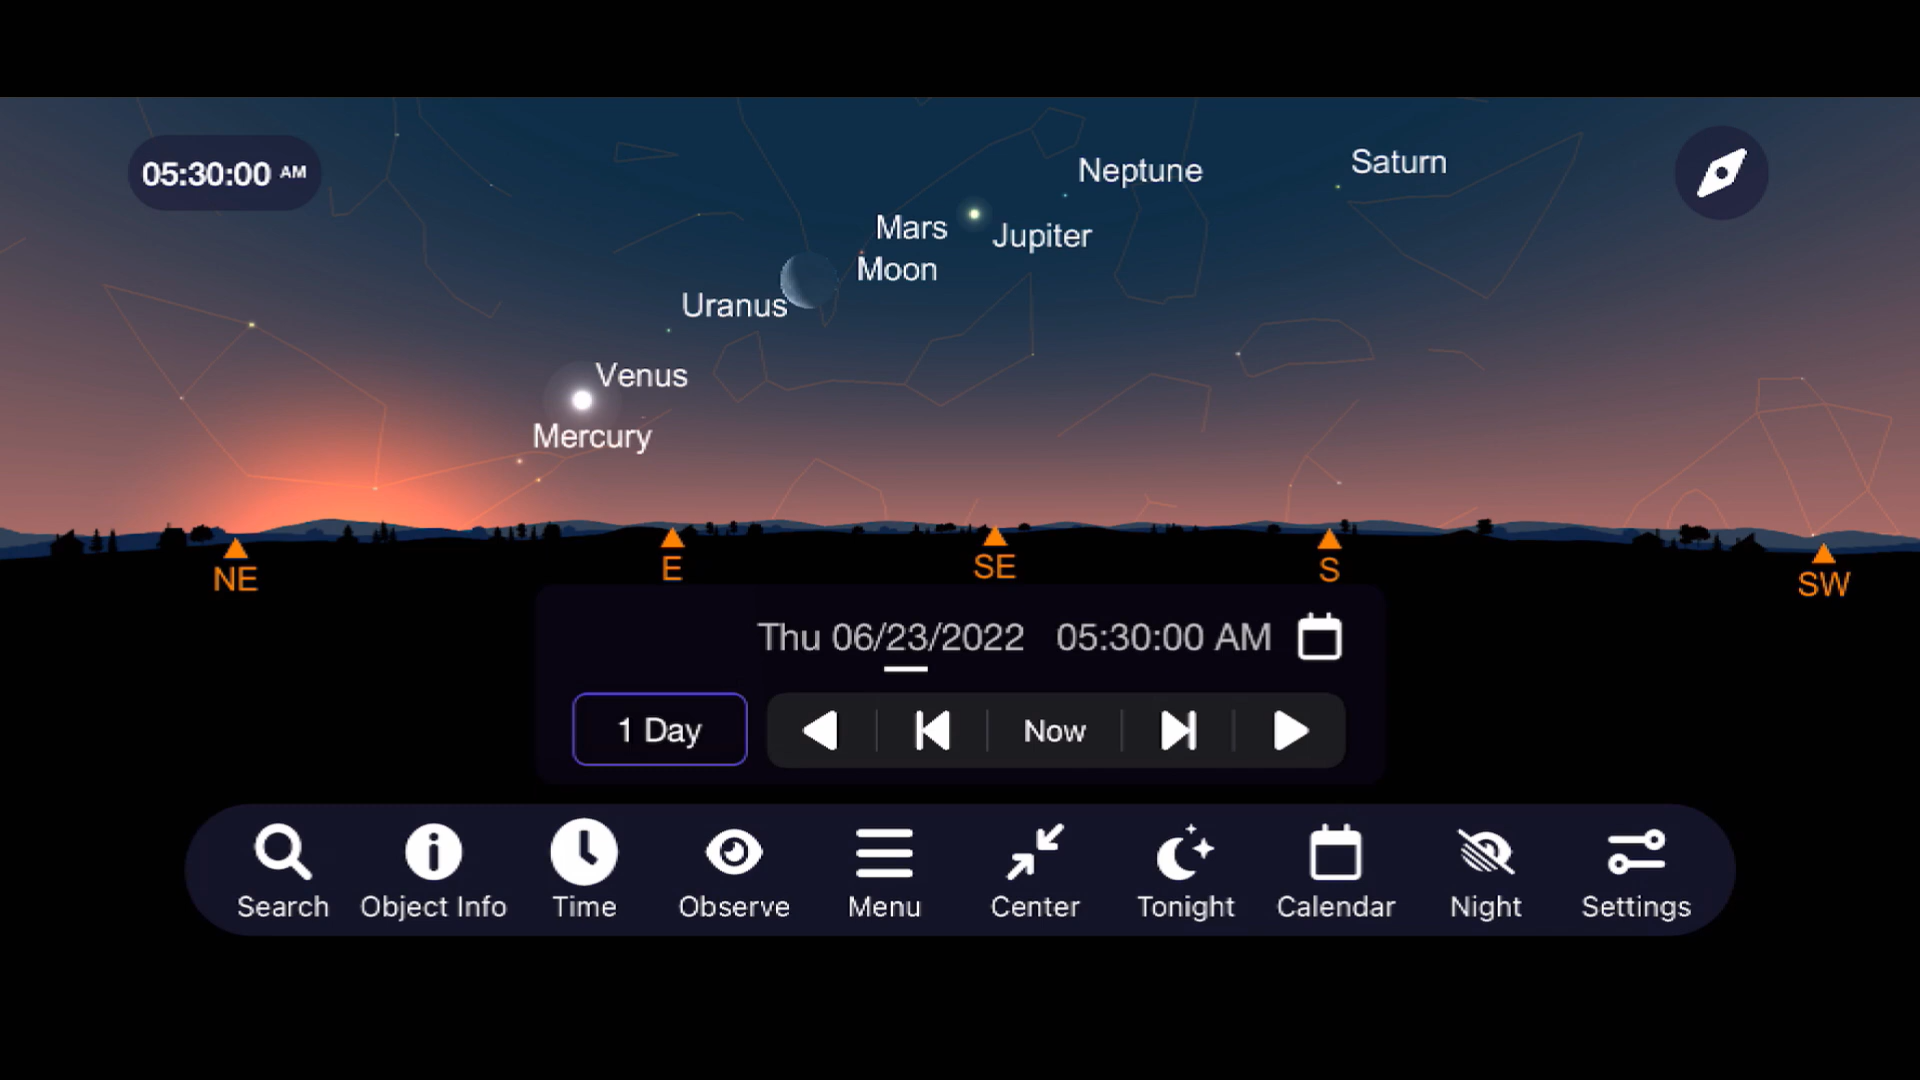 05:30:00 AM
Neptune
Saturn
Mars
Jupiter
Moon
Uranus
Venus
Mercury
NE
E
SE
S
SW
Thu 06/23/2022 05:30:00 AM
1 Day
Now
Search
Object Info
Time
Observe
Menu
Center
Tonight
Calendar
Night
Settings